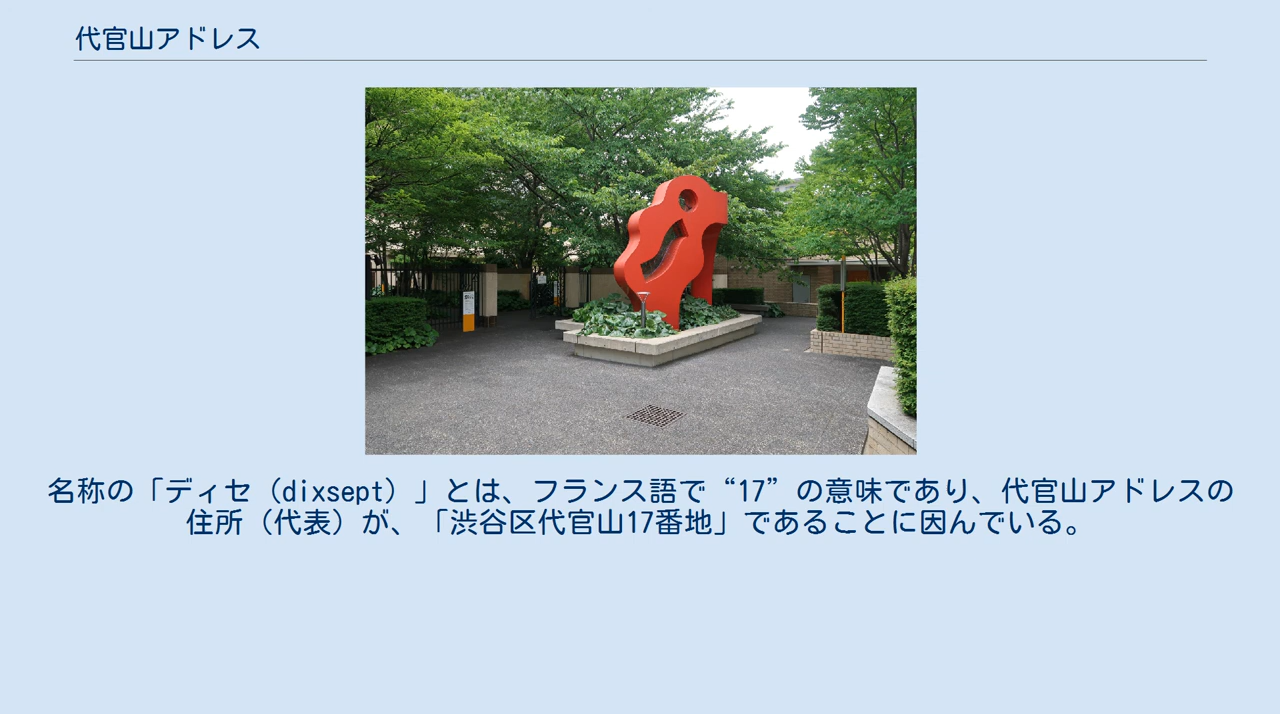 代官山アドレス
名称の「ディセ（dixsept）」とは、フランス語で“17”の意味であり、代官山アドレスの
住所（代表）が、「渋谷区代官山17番地」であることに因んでいる。